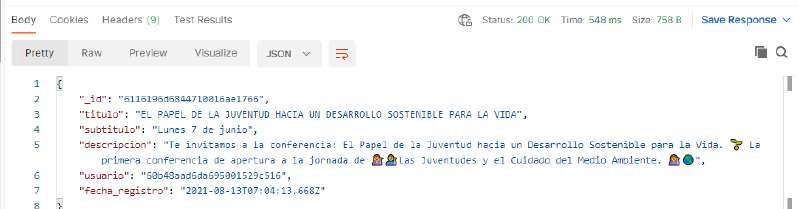 Body Cookies Headers (9) Test Results Status: 200 OK Time: 548 ms Size: 758 B Save Response
Pretty Raw Preview Visualize JSON
1 {
2 "_id": "6116196d6844710016ae1766",
3 "titulo": "EL PAPEL DE LA JUVENTUD HACIA UN DESARROLLO SOSTENIBLE PARA LA VIDA",
4 "subtitulo": "Lunes 7 de junio",
5 "descripcion": "Te invitamos a la conferencia: El Papel de la Juventud hacia un Desarrollo Sostenible para la Vida. 🌱 La
primera conferencia de apertura a la jornada de 🙋🏽🙋🏽‍♂️Las Juventudes y el Cuidado del Medio Ambiente. 🙋🏽🌎",
6 "usuario": "60b48aad6da695001529c516",
7 "fecha_registro": "2021-08-13T07:04:13.668Z"
8 }